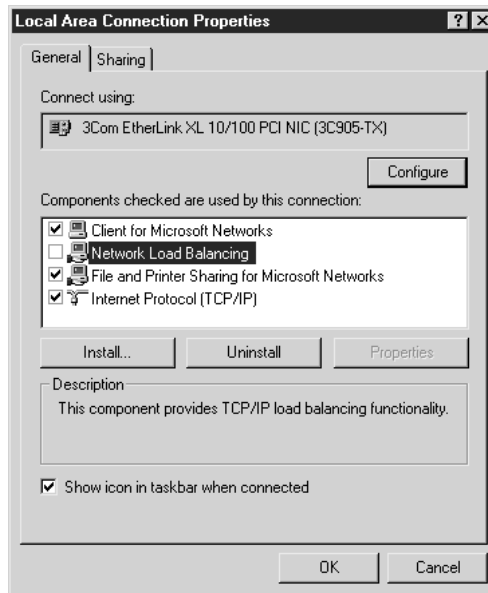 Local Area Connection Properties
General Sharing
Connect using:
3Com EtherLink XL 10/100 PCI NIC (3C905-TX)
Configure
Components checked are used by this connection:
Client for Microsoft Networks
Network Load Balancing
File and Printer Sharing for Microsoft Networks
Internet Protocol (TCP/IP)
Install... Uninstall Properties
Description
This component provides TCP/IP load balancing functionality.
Show icon in taskbar when connected
OK Cancel